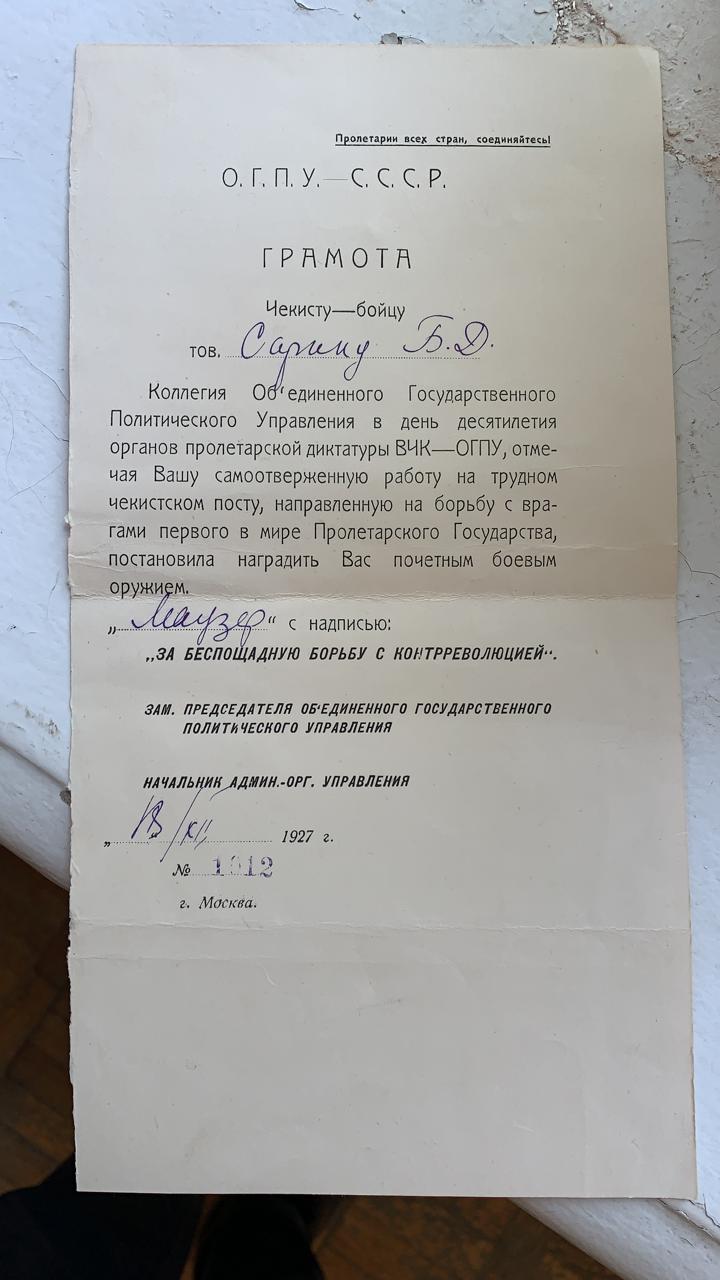 Пролетарии всех стран, соединяйтесь!
О. Г. П. У. — С. С. С. Р.
ГРАМОТА
Чекисту—бойцу
тов. Сарину Б. Д.
Коллегия Об'единенного Государственного
Политического Управления в день десятилетия
органов пролетарской диктатуры ВЧК—ОГПУ, отме-
чая Вашу самоотверженную работу на трудном
чекистском посту, направленную на борьбу с вра-
гами первого в мире Пролетарского Государства,
постановила наградить Вас почетным боевым
оружием.
„Маузер“ с надписью:
„ЗА БЕСПОЩАДНУЮ БОРЬБУ С КОНТРРЕВОЛЮЦИЕЙ“.
ЗАМ. ПРЕДСЕДАТЕЛЯ ОБ'ЕДИНЕННОГО ГОСУДАРСТВЕННОГО
ПОЛИТИЧЕСКОГО УПРАВЛЕНИЯ
НАЧАЛЬНИК АДМИН.-ОРГ. УПРАВЛЕНИЯ
„18/XII 1927 г.
№ 1012
г. Москва.